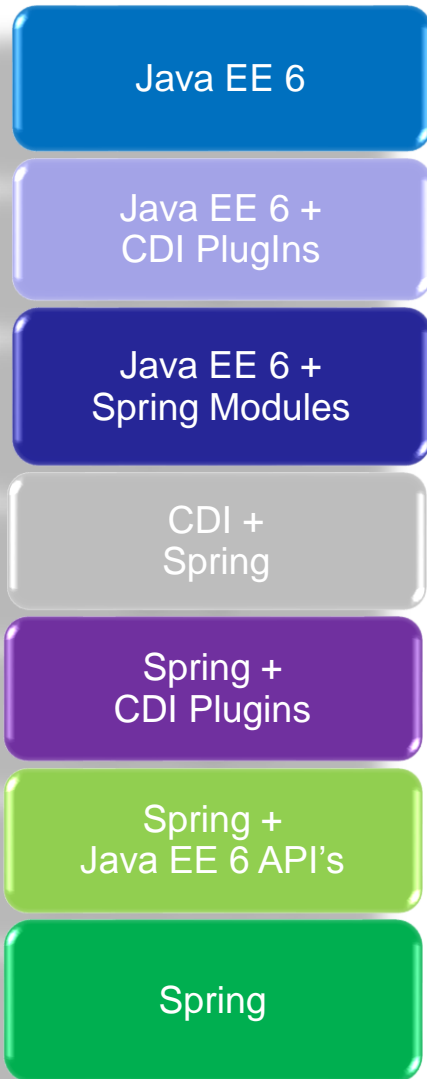 Java EE 6
Java EE 6 +
CDI PlugIns
Java EE 6 +
Spring Modules
CDI +
Spring
Spring +
CDI Plugins
Spring +
Java EE 6 API’s
Spring